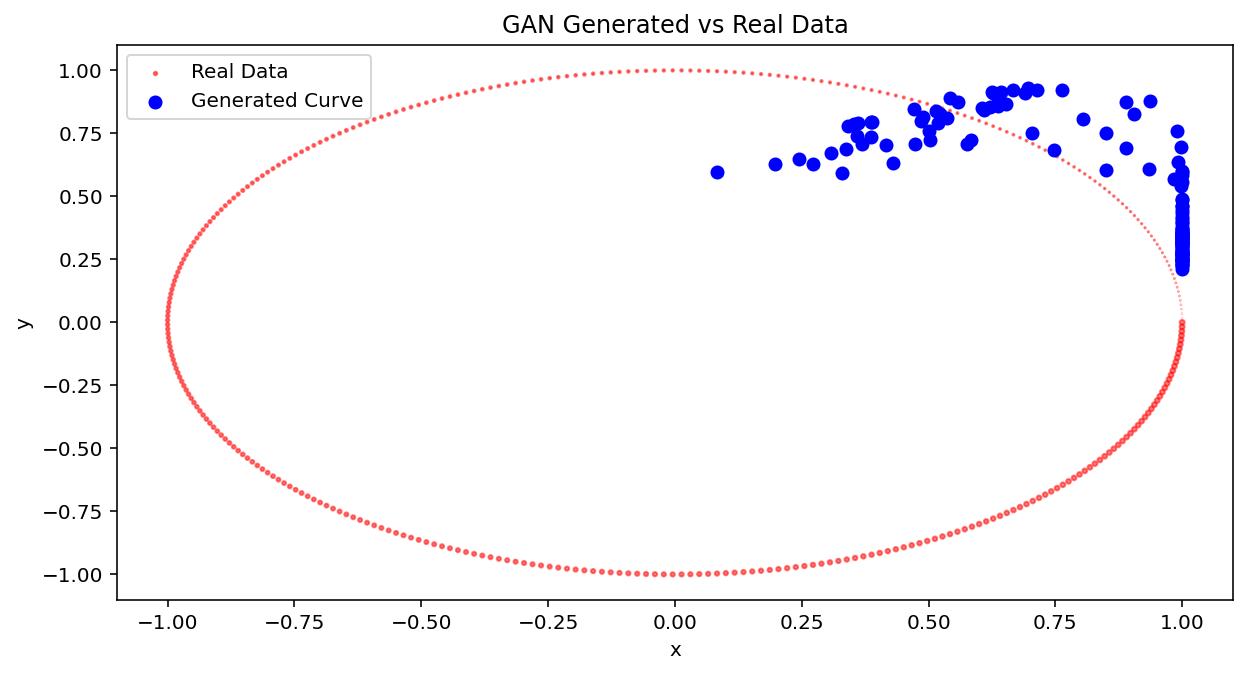 GAN Generated vs Real Data
Real Data
Generated Curve
1.00
0.75
0.50
0.25
0.00
−0.25
−0.50
−0.75
−1.00
y
−1.00 −0.75 −0.50 −0.25 0.00 0.25 0.50 0.75 1.00
x